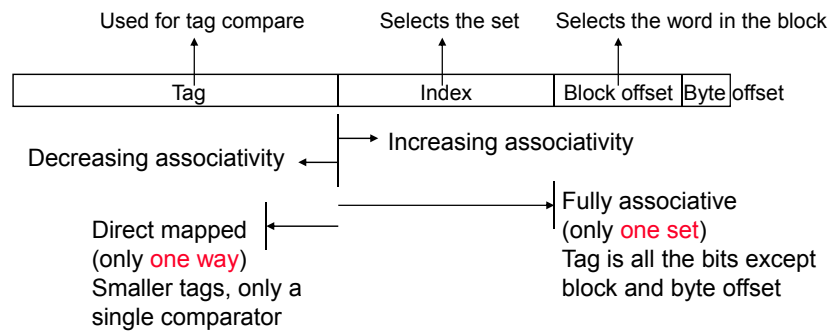 Used for tag compare
Selects the set
Selects the word in the block
Tag
Index
Block offset
Byte offset
Increasing associativity
Decreasing associativity
Fully associative
(only one set)
Tag is all the bits except
block and byte offset
Direct mapped
(only one way)
Smaller tags, only a
single comparator